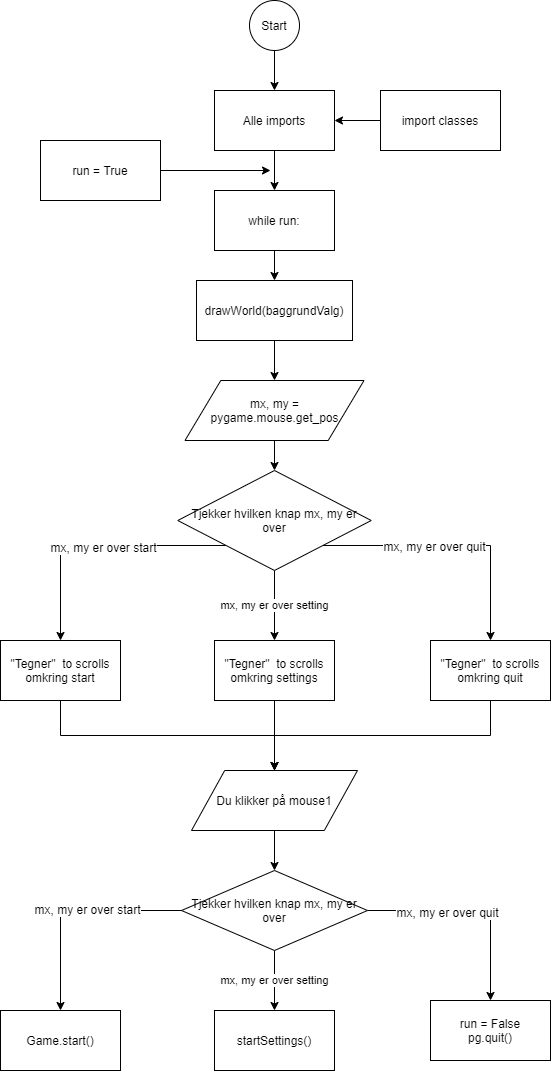 Start
Alle imports
import classes
run = True
while run:
drawWorld(baggrundValg)
mx, my =
pygame.mouse.get_pos
Tjekker hvilken knap mx, my er
over
mx, my er over start
mx, my er over quit
mx, my er over setting
"Tegner" to scrolls
omkring start
"Tegner" to scrolls
omkring settings
"Tegner" to scrolls
omkring quit
Du klikker på mouse1
Tjekker hvilken knap mx, my er
over
mx, my er over start
mx, my er over quit
mx, my er over setting
Game.start()
startSettings()
run = False
pg.quit()